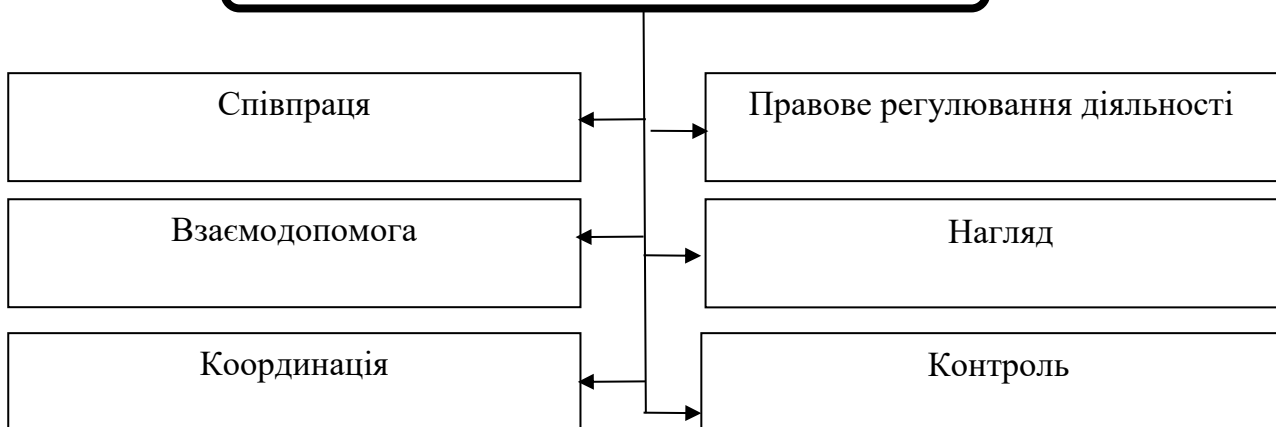 Співпраця
Правове регулювання діяльності
Взаємодопомога
Нагляд
Координація
Контроль